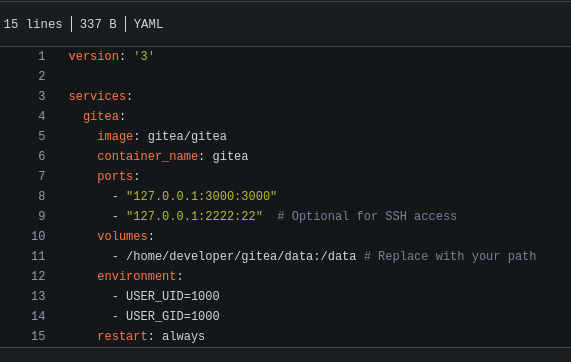 15 lines | 337 B | YAML
1 version: '3'
2
3 services:
4   gitea:
5     image: gitea/gitea
6     container_name: gitea
7     ports:
8       - "127.0.0.1:3000:3000"
9       - "127.0.0.1:2222:22"  # Optional for SSH access
10     volumes:
11       - /home/developer/gitea/data:/data # Replace with your path
12     environment:
13       - USER_UID=1000
14       - USER_GID=1000
15     restart: always